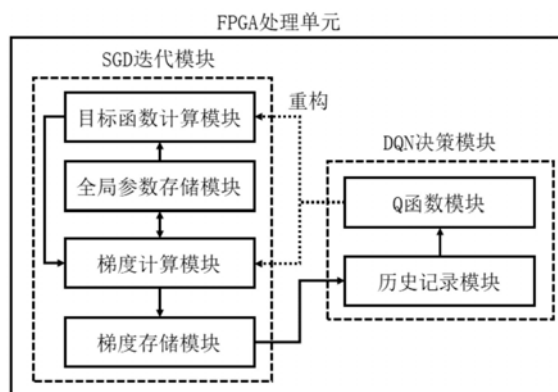 FPGA处理单元
SGD迭代模块
目标函数计算模块
全局参数存储模块
梯度计算模块
梯度存储模块
重构
DQN决策模块
Q函数模块
历史记录模块